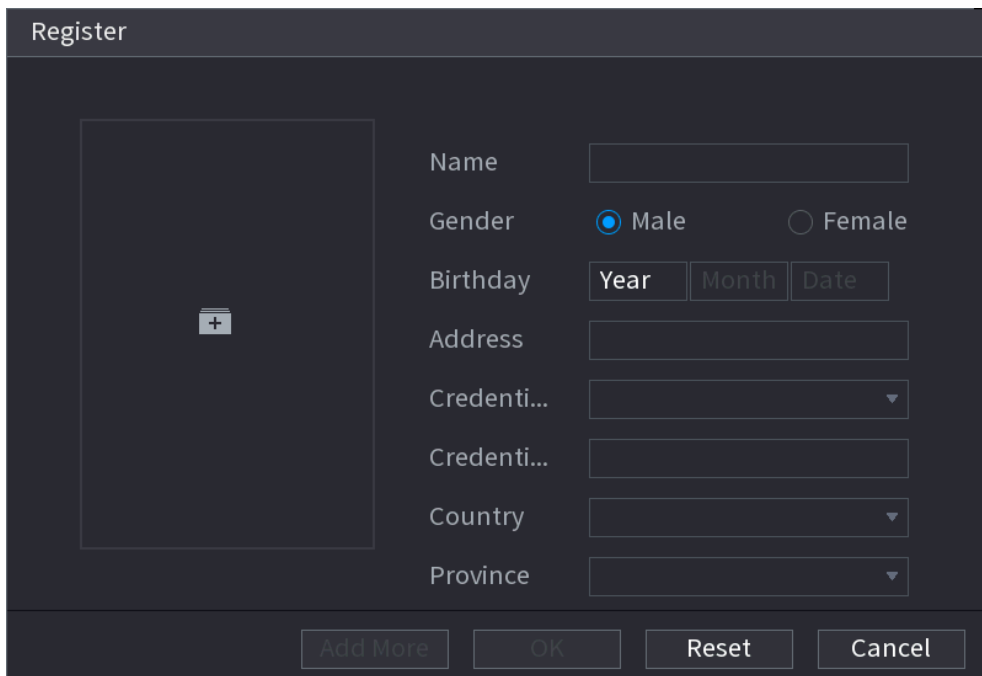 Register
Name
Gender Male Female
Birthday Year Month Date
Address
Credenti...
Credenti...
Country
Province
Add More OK Reset Cancel